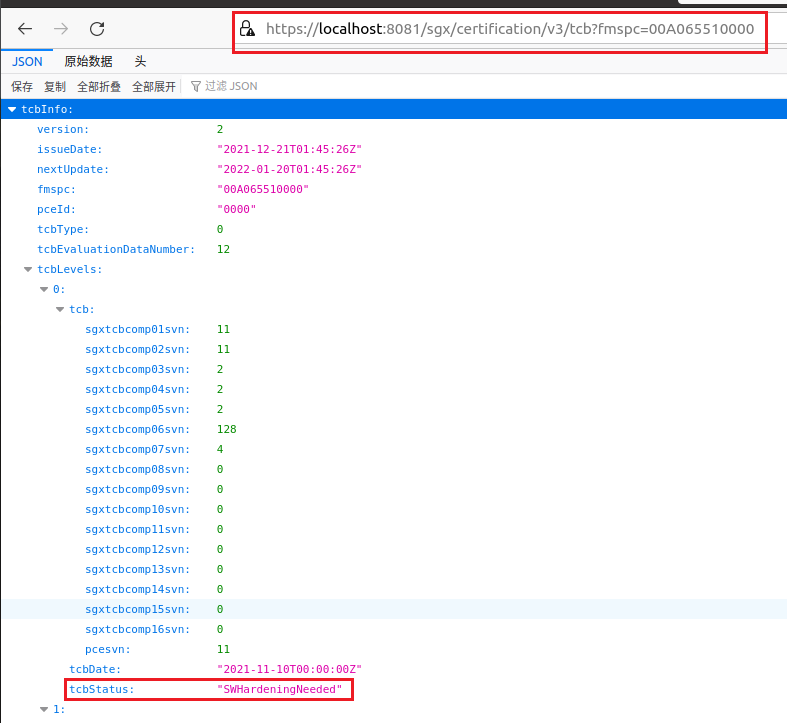 https://localhost:8081/sgx/certification/v3/tcb?fmspc=00A065510000
JSON 原始数据 头
保存 复制 全部折叠 全部展开 过滤 JSON
tcbInfo:
version: 2
issueDate: "2021-12-21T01:45:26Z"
nextUpdate: "2022-01-20T01:45:26Z"
fmspc: "00A065510000"
pceId: "0000"
tcbType: 0
tcbEvaluationDataNumber: 12
tcbLevels:
0:
tcb:
sgxtcbcomp01svn: 11
sgxtcbcomp02svn: 11
sgxtcbcomp03svn: 2
sgxtcbcomp04svn: 2
sgxtcbcomp05svn: 2
sgxtcbcomp06svn: 128
sgxtcbcomp07svn: 4
sgxtcbcomp08svn: 0
sgxtcbcomp09svn: 0
sgxtcbcomp10svn: 0
sgxtcbcomp11svn: 0
sgxtcbcomp12svn: 0
sgxtcbcomp13svn: 0
sgxtcbcomp14svn: 0
sgxtcbcomp15svn: 0
sgxtcbcomp16svn: 0
pcesvn: 11
tcbDate: "2021-11-10T00:00:00Z"
tcbStatus: "SWHardeningNeeded"
1: